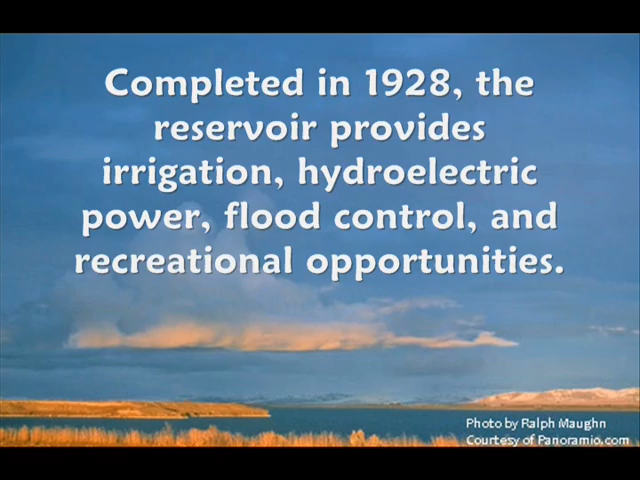 Completed in 1928, the
reservoir provides
irrigation, hydroelectric
power, flood control, and
recreational opportunities.
Photo by Ralph Maughn
Courtesy of Panoramio.com